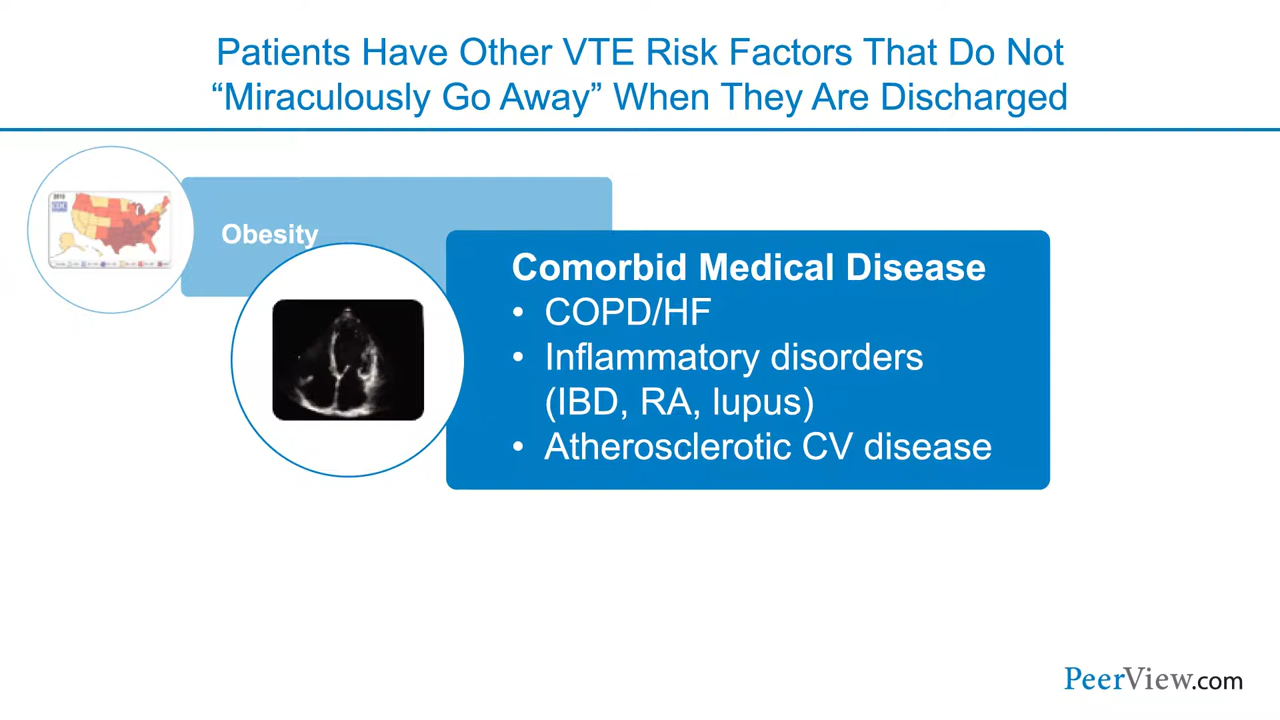 Patients Have Other VTE Risk Factors That Do Not
“Miraculously Go Away” When They Are Discharged
2010
Obesity
Comorbid Medical Disease
• COPD/HF
• Inflammatory disorders
(IBD, RA, lupus)
• Atherosclerotic CV disease
PeerView.com